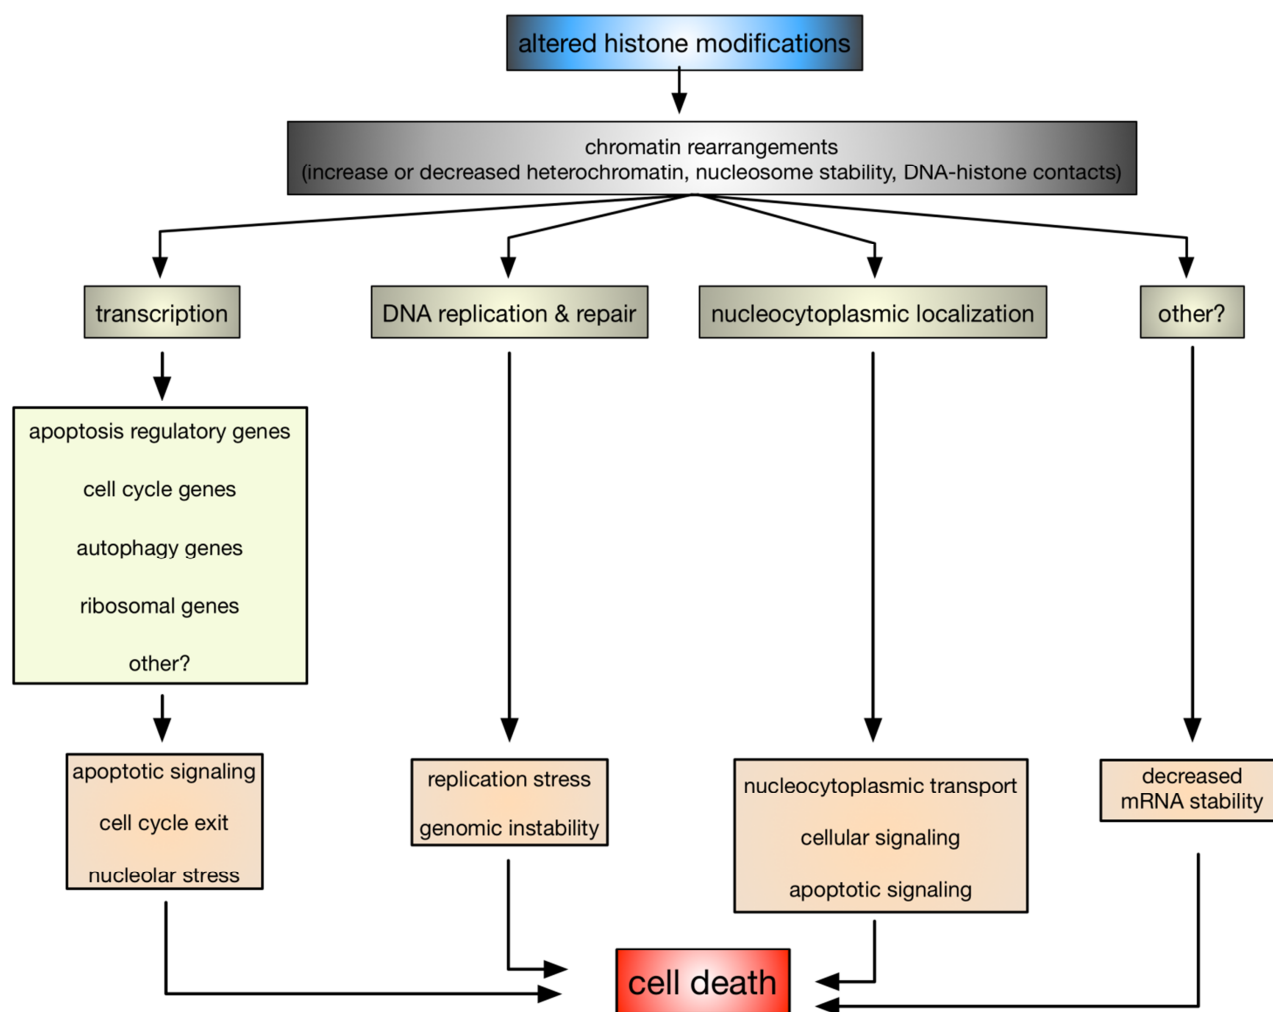 altered histone modifications
chromatin rearrangements
(increase or decreased heterochromatin, nucleosome stability, DNA-histone contacts)
transcription
DNA replication & repair
nucleocytoplasmic localization
other?
apoptosis regulatory genes
cell cycle genes
autophagy genes
ribosomal genes
other?
apoptotic signaling
cell cycle exit
nucleolar stress
replication stress
genomic instability
nucleocytoplasmic transport
cellular signaling
apoptotic signaling
decreased
mRNA stability
cell death